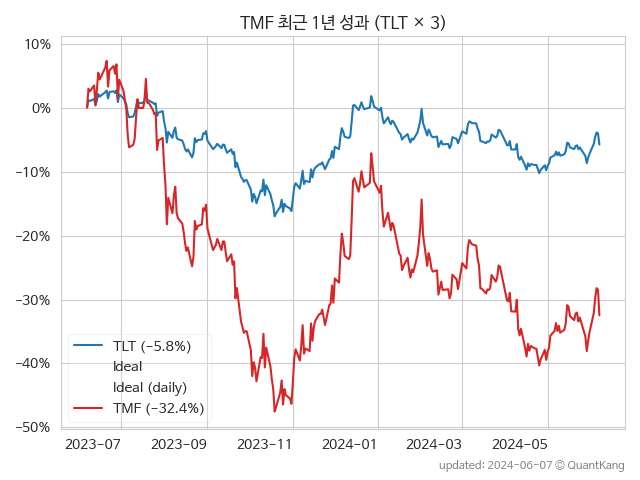 TMF 최근 1년 성과 (TLT × 3)
10%
0%
−10%
−20%
−30%
−40%
−50%
TLT (−5.8%)
Ideal
Ideal (daily)
TMF (−32.4%)
2023-07 2023-09 2023-11 2024-01 2024-03 2024-05
updated: 2024-06-07 © QuantKang